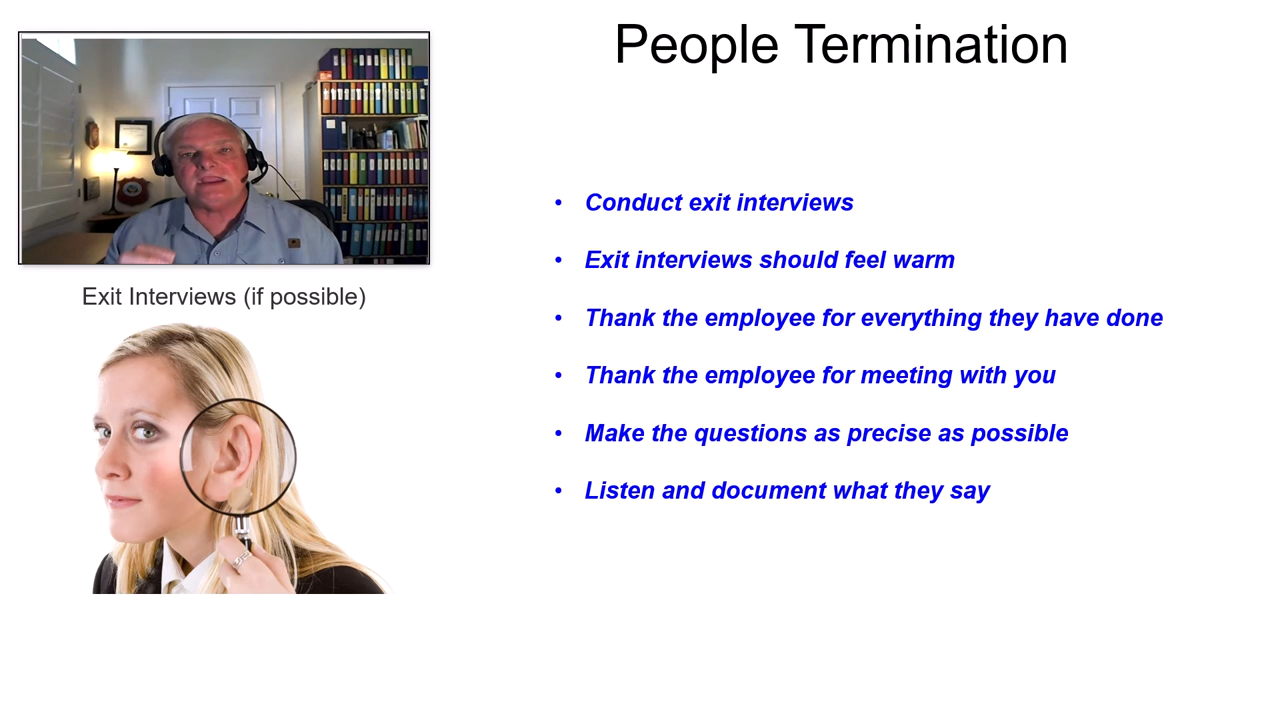 People Termination
Exit Interviews (if possible)
• Conduct exit interviews
• Exit interviews should feel warm
• Thank the employee for everything they have done
• Thank the employee for meeting with you
• Make the questions as precise as possible
• Listen and document what they say